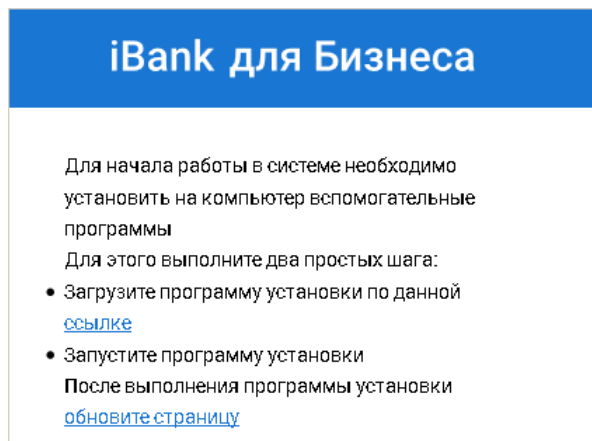 iBank для Бизнеса
Для начала работы в системе необходимо
установить на компьютер вспомогательные
программы
Для этого выполните два простых шага:
• Загрузите программу установки по данной
ссылке
• Запустите программу установки
После выполнения программы установки
обновите страницу